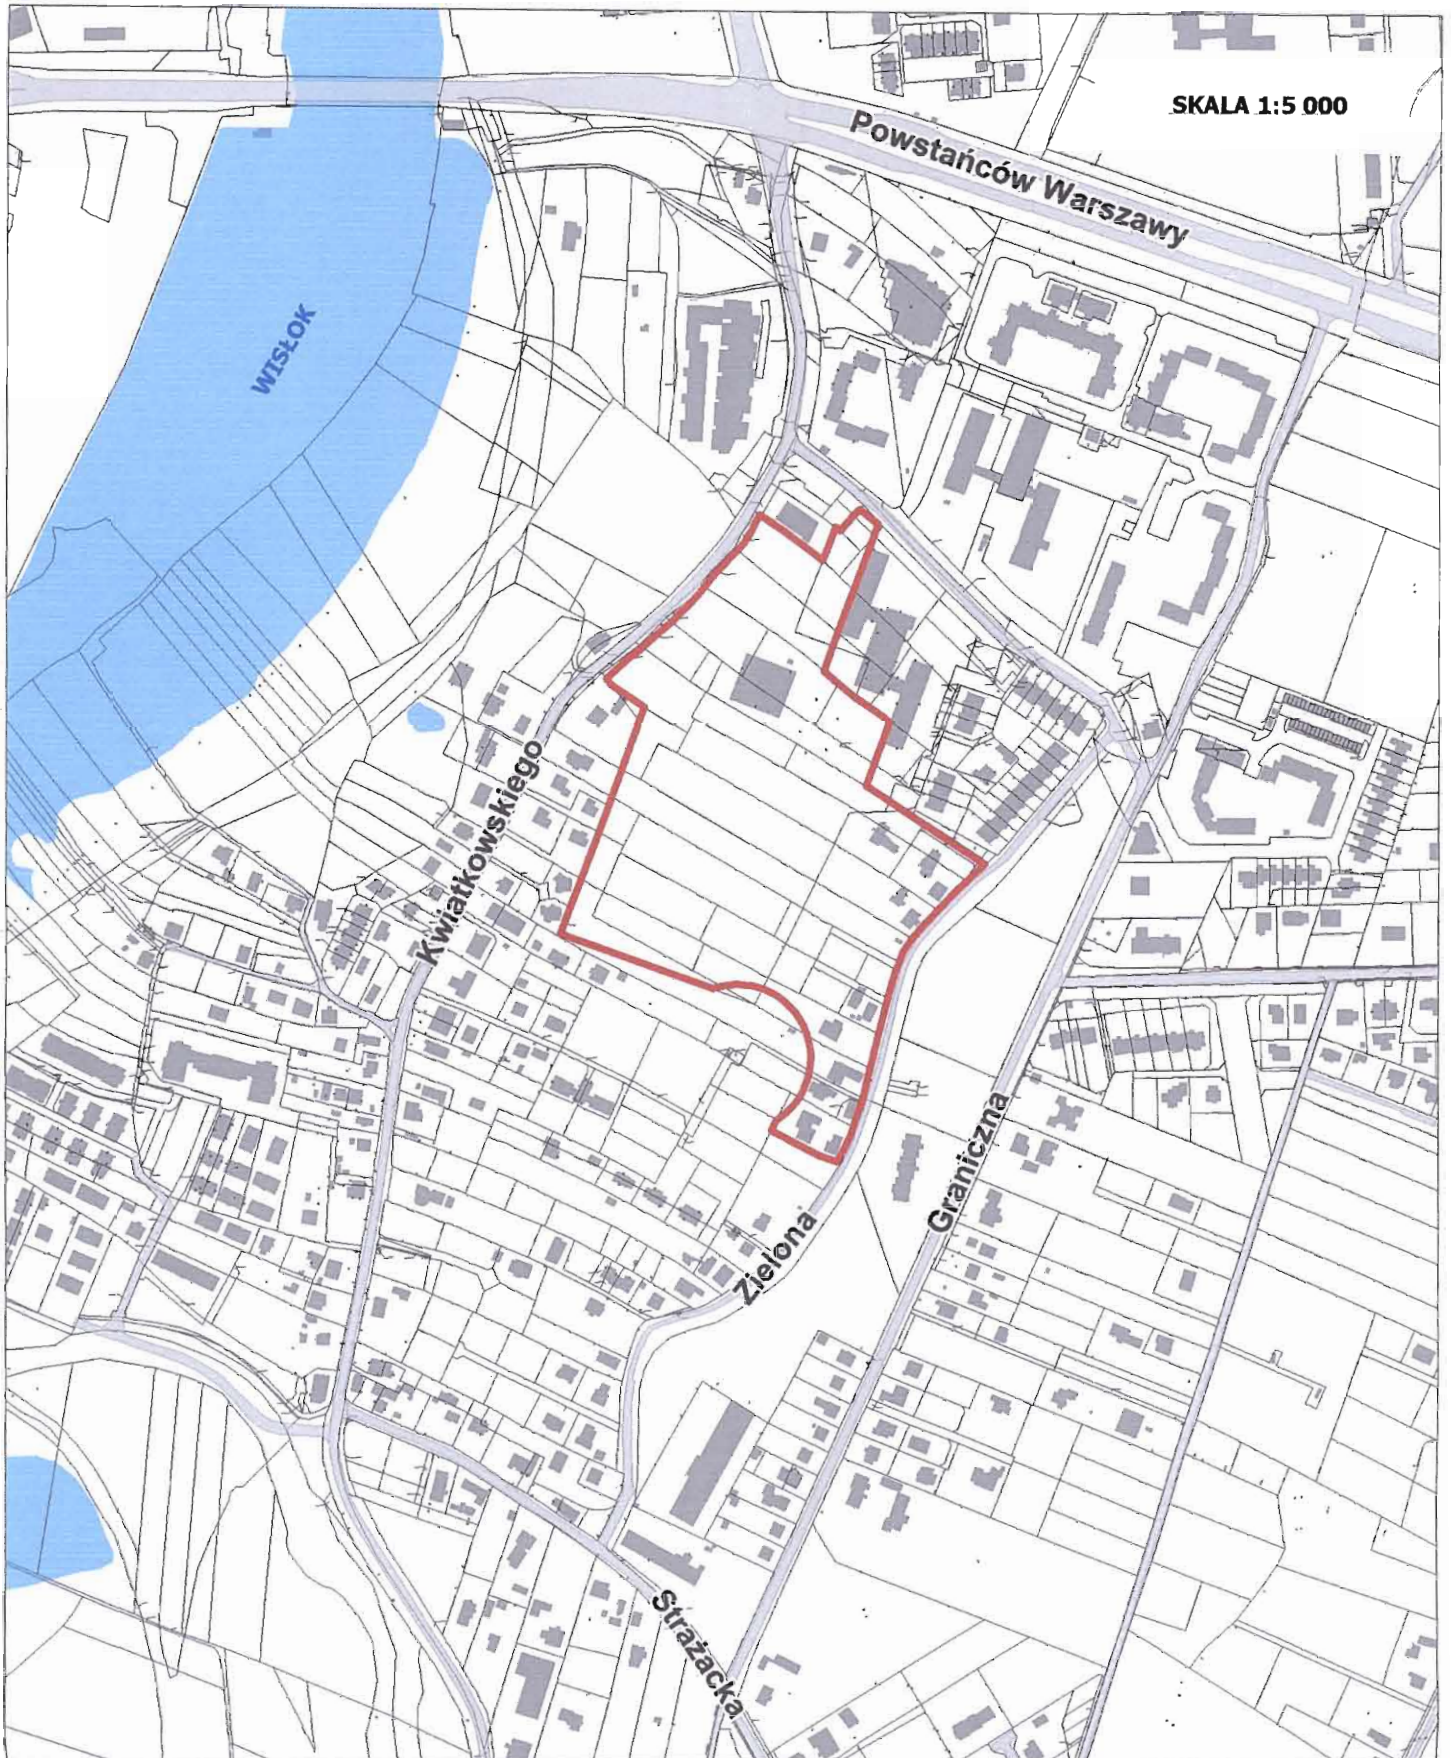 SKALA 1:5 000
Powstańców Warszawy
WISŁOK
Kwiatkowskiego
Graniczna
Zielona
Strażacka